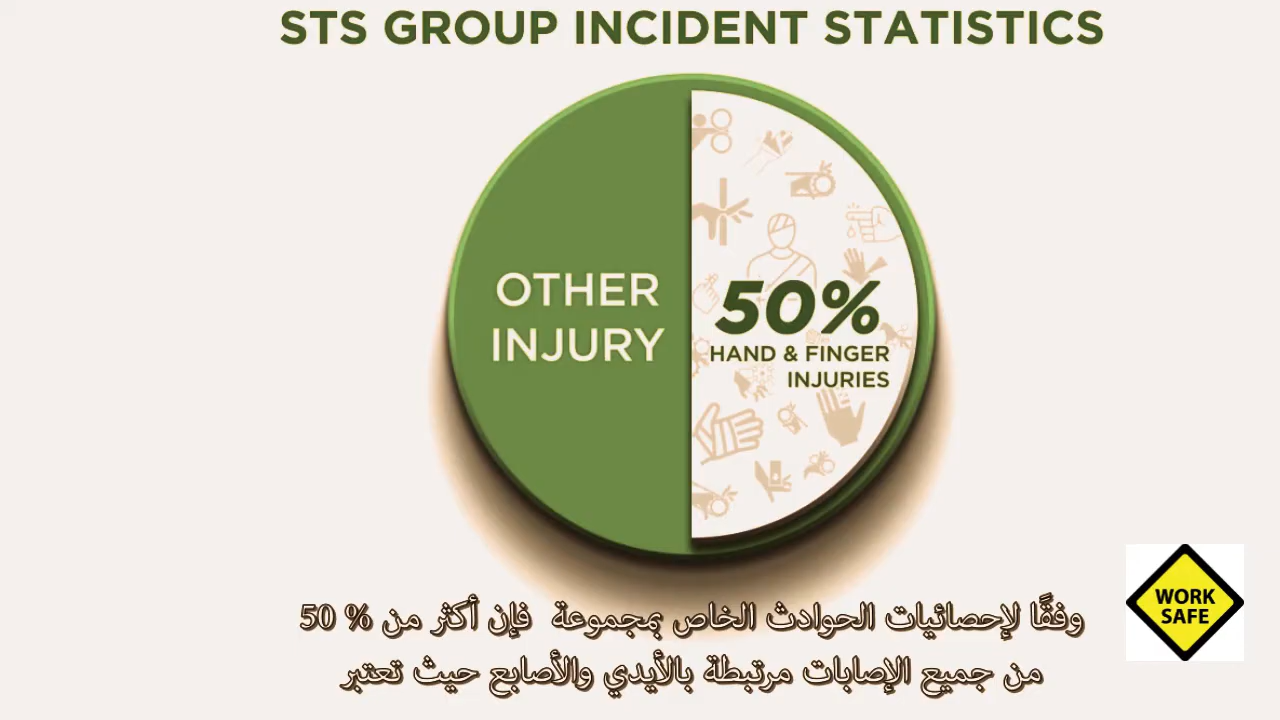 STS GROUP INCIDENT STATISTICS
OTHER
INJURY
50%
HAND & FINGER
INJURIES
وفقًا لإحصائيات الحوادث الخاص بمجموعة فإن أكثر من % 50
من جميع الإصابات مرتبطة بالأيدي والأصابع حيث تعتبر
WORK
SAFE